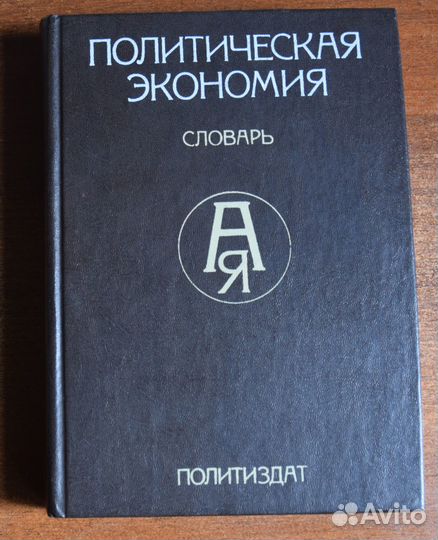 ПОЛИТИЧЕСКАЯ
ЭКОНОМИЯ
СЛОВАРЬ
А
Я
ПОЛИТИЗДАТ
Avito